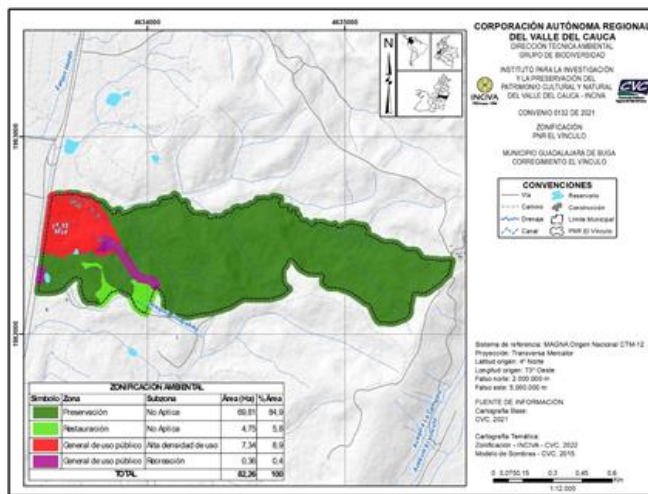 4634000
4635000
1983000
1982000
N
ZONIFICACIÓN AMBIENTAL
Símbolo Zona Subzona Área (Ha) % Área
Preservación No Aplica 69,81 84,9
Restauración No Aplica 4,75 5,8
General de uso público Alta densidad de uso 7,34 8,9
General de uso público Recreación 0,36 0,4
TOTAL 82,26 100
CORPORACIÓN AUTÓNOMA REGIONAL
DEL VALLE DEL CAUCA
DIRECCIÓN TÉCNICA AMBIENTAL
GRUPO DE BIODIVERSIDAD
INSTITUTO PARA LA INVESTIGACIÓN
Y LA PRESERVACIÓN DEL
PATRIMONIO CULTURAL Y NATURAL
DEL VALLE DEL CAUCA - INCIVA
INCIVA
CVC
CONVENIO 0132 DE 2021
ZONIFICACIÓN
PNR EL VÍNCULO
MUNICIPIO GUADALAJARA DE BUGA
CORREGIMIENTO EL VÍNCULO
CONVENCIONES
Vía Reservorio
Camino Construcción
Drenaje Límite Municipal
Canal PNR El Vínculo
Sistema de referencia: MAGNA Origen Nacional CTM-12
Proyección: Transversa Mercator
Latitud origen: 4° Norte
Longitud origen: 73° Oeste
Falso norte: 2.000.000 m
Falso este: 5.000.000 m
FUENTE DE INFORMACIÓN
Cartografía Base:
CVC, 2021
Cartografía Temática:
Zonificación - INCIVA - CVC, 2022
Modelo de Sombras - CVC, 2015
0 0,075 0,15 0,3 0,45 0,6
Km
1:12.000